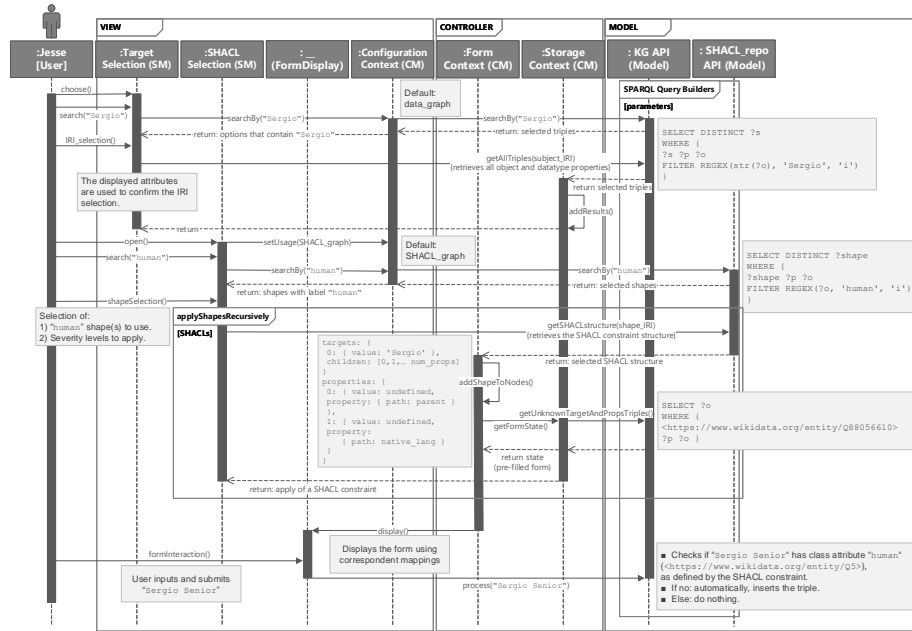 VIEW
CONTROLLER
MODEL
:Jesse
[User]
:Target
Selection (SM)
:SHACL
Selection (SM)
:__
(FormDisplay)
:Configuration
Context (CM)
:Form
Context (CM)
:Storage
Context (CM)
: KG API
(Model)
: SHACL_repo
API (Model)
SPARQL Query Builders
[parameters]
choose()
Default:
data_graph
search("Sergio")
searchBy("Sergio")
searchBy("Sergio")
return: options that contain "Sergio"
return: selected triples
SELECT DISTINCT ?s
WHERE {
?s ?p ?o
FILTER REGEX(str(?o), 'Sergio', 'i')
}
IRI_selection()
getAllTriples(subject_IRI)
(retrieves all object and datatype properties)
The displayed attributes
are used to confirm the IRI
selection.
return selected triples
addResults()
return
open()
setUsage(SHACL_graph)
Default:
SHACL_graph
search("human")
searchBy("human")
searchBy("human")
return: shapes with label "human"
return: selected shapes
SELECT DISTINCT ?shape
WHERE {
?shape ?p ?o
FILTER REGEX(?o, 'human', 'i')
}
shapeSelection()
Selection of:
1) "human" shape(s) to use.
2) Severity levels to apply.
applyShapesRecursively
[SHACLs]
getSHACLstructure(shape_IRI)
(retrieves the SHACL constraint structure)
targets: {
0: { value: 'Sergio' },
children: [0,1,… num_props]
}
properties: {
0: { value: undefined,
property: { path: parent }
},
1: { value: undefined,
property:
{ path: native_lang }
}
}
return: selected SHACL structure
addShapeToNodes()
getUnknownTargetAndPropsTriples()
getFormState()
SELECT ?o
WHERE {
<https://www.wikidata.org/entity/Q88056610>
?p ?o }
return state
(pre-filled form)
return: apply of a SHACL constraint
display()
Displays the form using
correspondent mappings
formInteraction()
User inputs and submits
"Sergio Senior"
process("Sergio Senior")
■ Checks if "Sergio Senior" has class attribute "human"
(<https://www.wikidata.org/entity/Q5>),
as defined by the SHACL constraint.
■ If no: automatically, inserts the triple.
■ Else: do nothing.